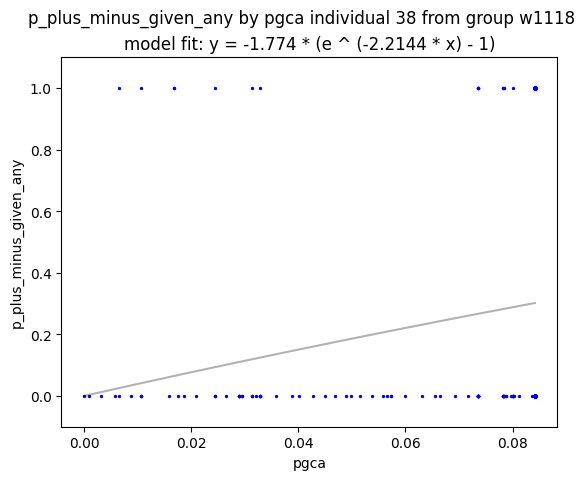 p_plus_minus_given_any by pgca individual 38 from group w1118
model fit: y = -1.774 * (e ^ (-2.2144 * x) - 1)
1.0
0.8
0.6
0.4
0.2
0.0
p_plus_minus_given_any
0.00 0.02 0.04 0.06 0.08
pgca